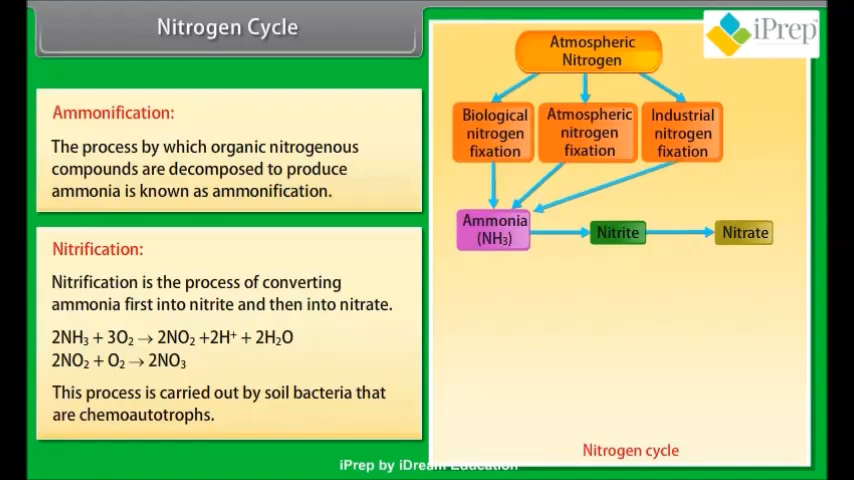 Nitrogen Cycle
Ammonification:
The process by which organic nitrogenous
compounds are decomposed to produce
ammonia is known as ammonification.
Nitrification:
Nitrification is the process of converting
ammonia first into nitrite and then into nitrate.
2NH₃ + 3O₂ → 2NO₂ +2H⁺ + 2H₂O
2NO₂ + O₂ → 2NO₃
This process is carried out by soil bacteria that
are chemoautotrophs.
iPrep
Atmospheric
Nitrogen
Biological
nitrogen
fixation
Atmospheric
nitrogen
fixation
Industrial
nitrogen
fixation
Ammonia
(NH₃)
Nitrite
Nitrate
Nitrogen cycle
iPrep by iDream Education